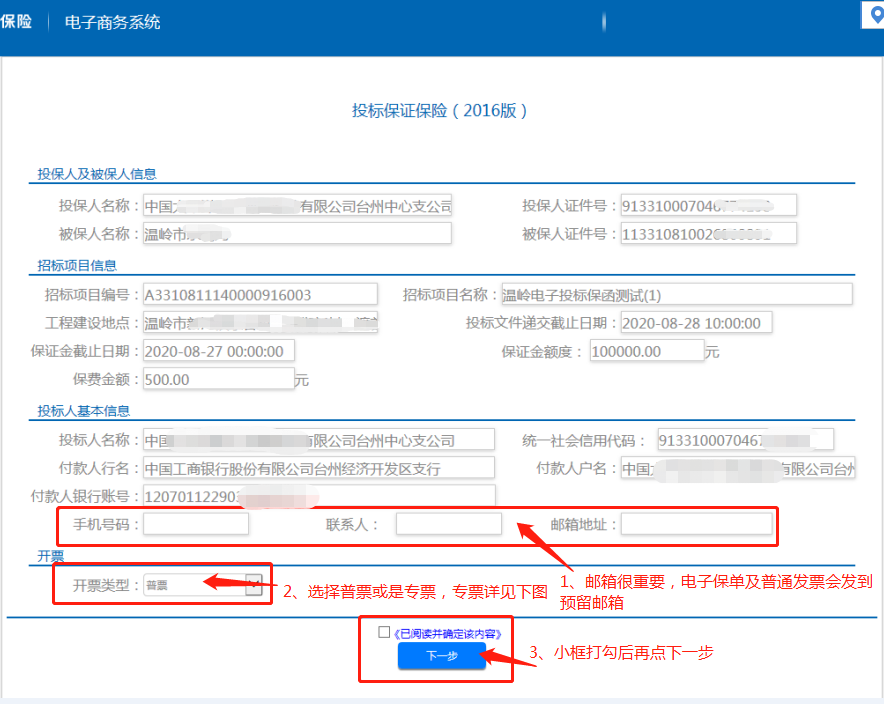 保险 电子商务系统
投标保证保险（2016版）
投保人及被保人信息
投保人名称： 中国 有限公司台州中心支公司 投保人证件号： 91331000704
被保人名称： 温岭市 被保人证件号： 11331081002
招标项目信息
招标项目编号： A3310811140000916003 招标项目名称： 温岭电子投标保函测试(1)
工程建设地点： 温岭市 投标文件递交截止日期： 2020-08-28 10:00:00
保证金截止日期： 2020-08-27 00:00:00 保证金额度： 100000.00 元
保费金额： 500.00 元
投标人基本信息
投标人名称： 中国 有限公司台州中心支公司 统一社会信用代码： 9133100070467
付款人行名： 中国工商银行股份有限公司台州经济开发区支行 付款人户名： 中国 有限公司台州
付款人银行账号： 12070112290
手机号码： 联系人： 邮箱地址：
开票
开票类型： 普票
2、选择普票或是专票，专票详见下图
1、邮箱很重要，电子保单及普通发票会发到
预留邮箱
《已阅读并确定该内容》
下一步
3、小框打勾后再点下一步